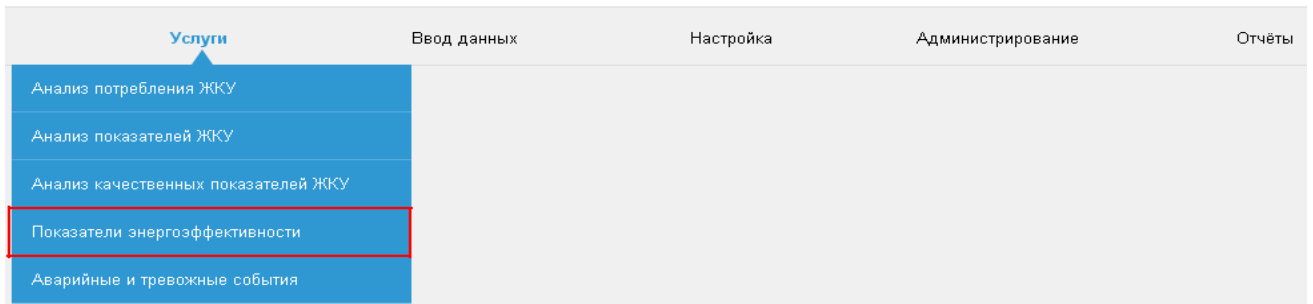 Услуги Ввод данных Настройка Администрирование Отчёты
Анализ потребления ЖКУ
Анализ показателей ЖКУ
Анализ качественных показателей ЖКУ
Показатели энергоэффективности
Аварийные и тревожные события